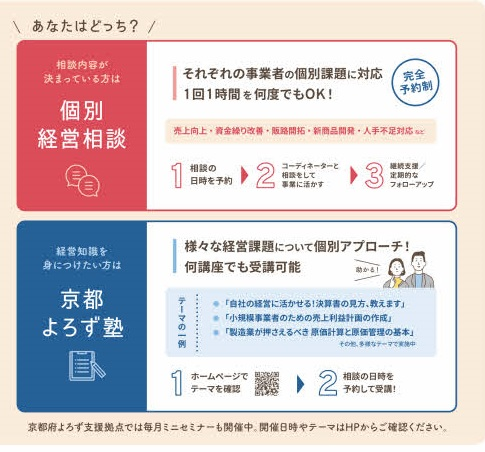 あなたはどっち?
相談内容が
決まっている方は
個別
経営相談
それぞれの事業者の個別課題に対応
1回1時間を何度でもOK!
完全
予約制
売上向上・資金繰り改善・販路開拓・新商品開発・人手不足対応 など
1 相談の
日時を予約
2 コーディネーターと
相談をして
事業に活かす
3 継続支援/
定期的な
フォローアップ
経営知識を
身につけたい方は
京都
よろず塾
様々な経営課題について個別アプローチ!
何講座でも受講可能
助かる!
テーマの一例
「自社の経営に活かせる!決算書の見方、教えます」
「小規模事業者のための売上利益計画の作成」
「製造業が押さえるべき 原価計算と原価管理の基本」
その他、多様なテーマで実施中
1 ホームページで
テーマを確認
2 相談の日時を
予約して受講!
京都府よろず支援拠点では毎月ミニセミナーも開催中。開催日時やテーマはHPからご確認ください。